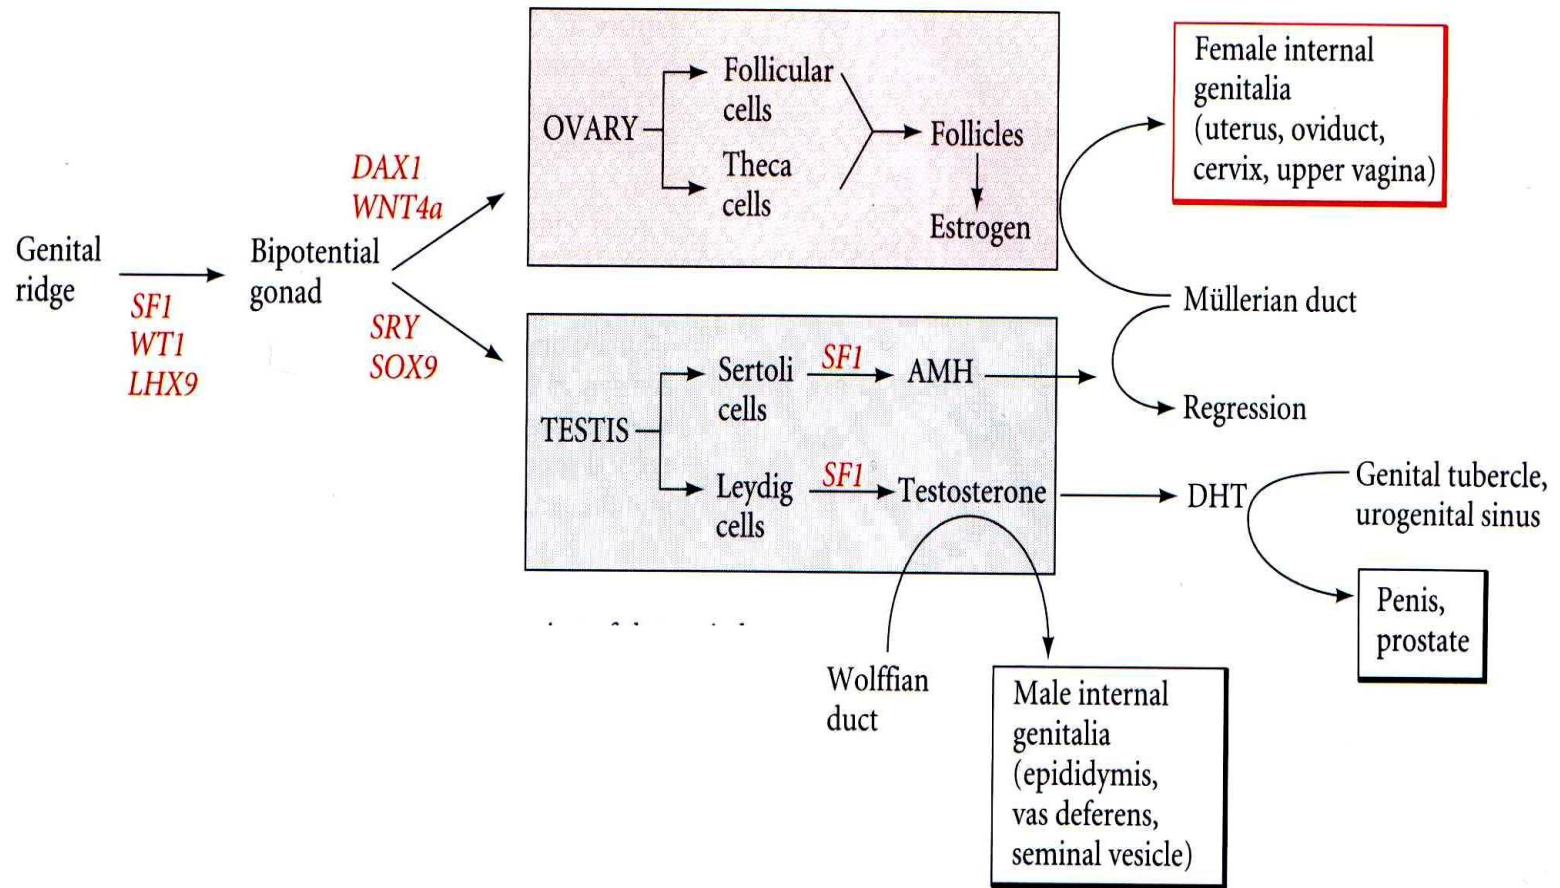 Genital
ridge
SF1
WT1
LHX9
Bipotential
gonad
DAX1
WNT4a
SRY
SOX9
OVARY
Follicular
cells
Theca
cells
Follicles
Estrogen
TESTIS
Sertoli
cells
SF1
AMH
Leydig
cells
SF1
Testosterone
Female internal
genitalia
(uterus, oviduct,
cervix, upper vagina)
Müllerian duct
Regression
DHT
Genital tubercle,
urogenital sinus
Penis,
prostate
Wolffian
duct
Male internal
genitalia
(epididymis,
vas deferens,
seminal vesicle)